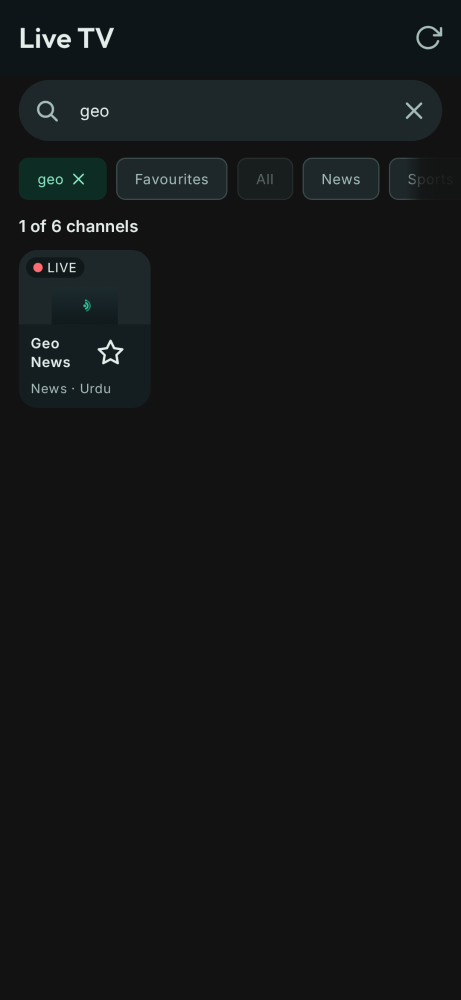 Live TV
geo
geo
Favourites
All
News
Sports
1 of 6 channels
LIVE
Geo
News
News · Urdu